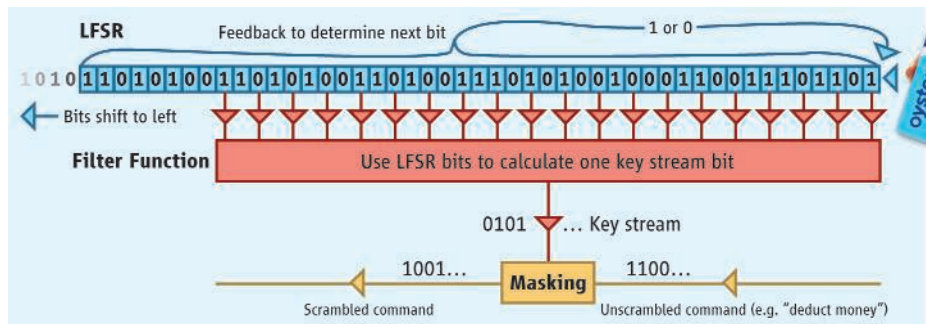 LFSR
Feedback to determine next bit
1 or 0
1010
Bits shift to left
oyste
Filter Function
Use LFSR bits to calculate one key stream bit
0101 ... Key stream
1001... Masking 1100...
Scrambled command
Unscrambled command (e.g. "deduct money")